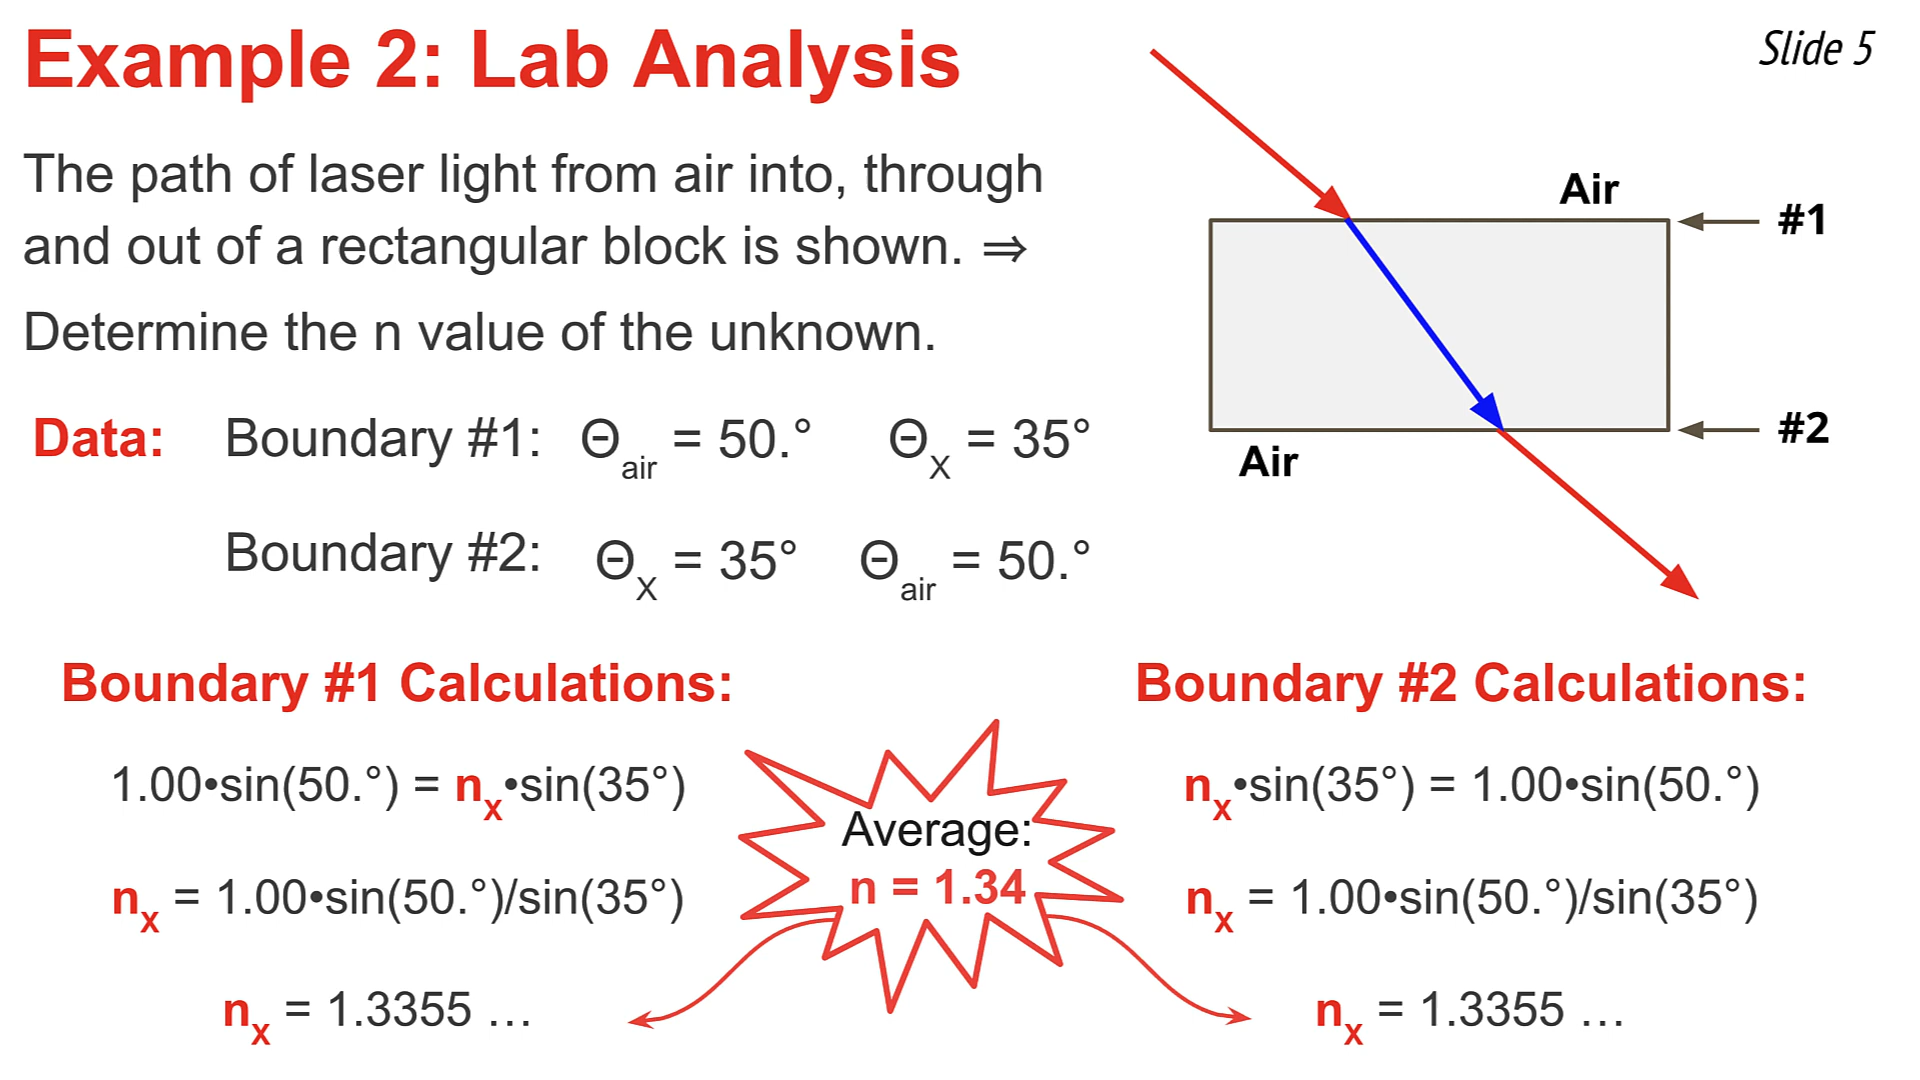 Example 2: Lab Analysis
Slide 5
The path of laser light from air into, through
and out of a rectangular block is shown. ⇒
Determine the n value of the unknown.
Air
#1
#2
Air
Data: Boundary #1: Θair = 50.° ΘX = 35°
Boundary #2: ΘX = 35° Θair = 50.°
Boundary #1 Calculations:
1.00•sin(50.°) = nx•sin(35°)
nx = 1.00•sin(50.°)/sin(35°)
nx = 1.3355 …
Average:
n = 1.34
Boundary #2 Calculations:
nx•sin(35°) = 1.00•sin(50.°)
nx = 1.00•sin(50.°)/sin(35°)
nx = 1.3355 …